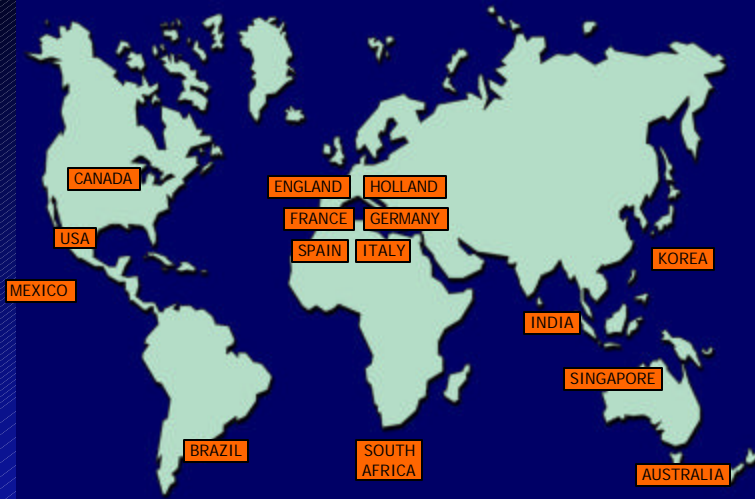 CANADA
ENGLAND
HOLLAND
FRANCE
GERMANY
USA
SPAIN
ITALY
KOREA
MEXICO
INDIA
SINGAPORE
BRAZIL
SOUTH
AFRICA
AUSTRALIA